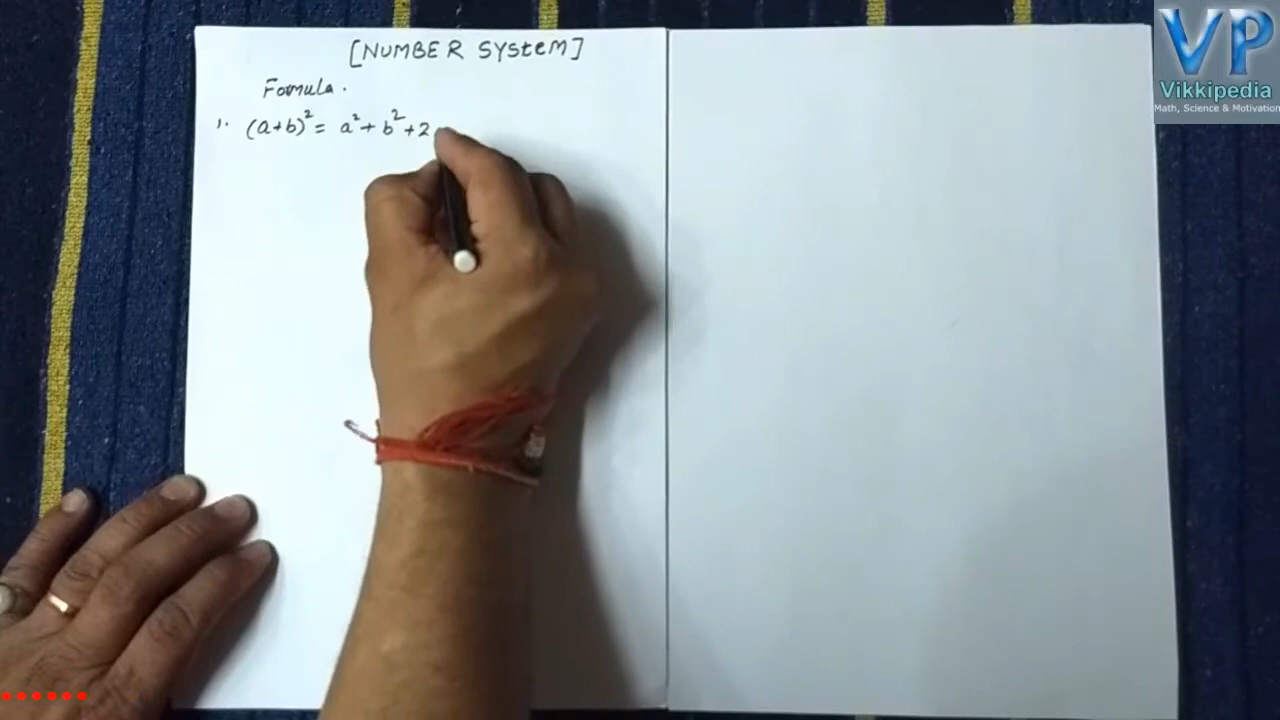 [NUMBER SYSTEM]
Formula.
1. (a+b)² = a² + b² + 2
VP
Vikkipedia
Math, Science & Motivation